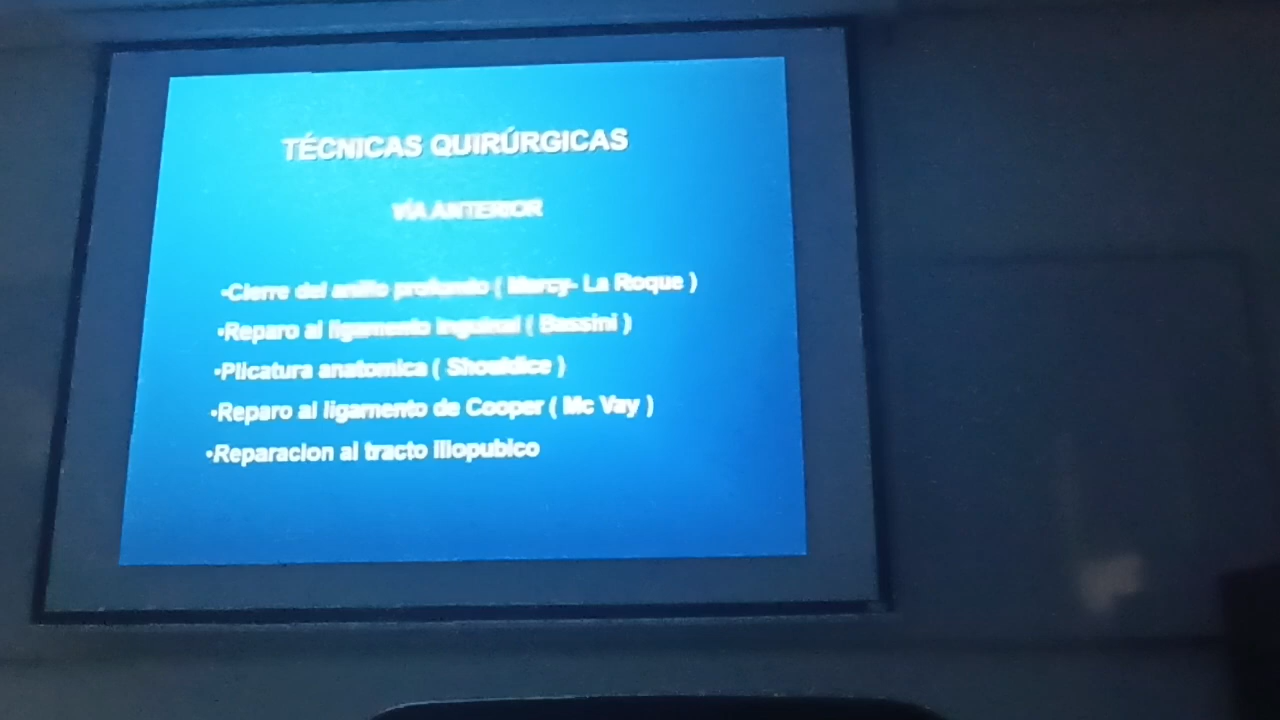 TÉCNICAS QUIRÚRGICAS
VÍA ANTERIOR
•Cierre del anillo profundo ( Marcy- La Roque )
•Reparo al ligamento inguinal ( Bassini )
•Plicatura anatomica ( Shouldice )
•Reparo al ligamento de Cooper ( Mc Vay )
•Reparacion al tracto Iliopubico